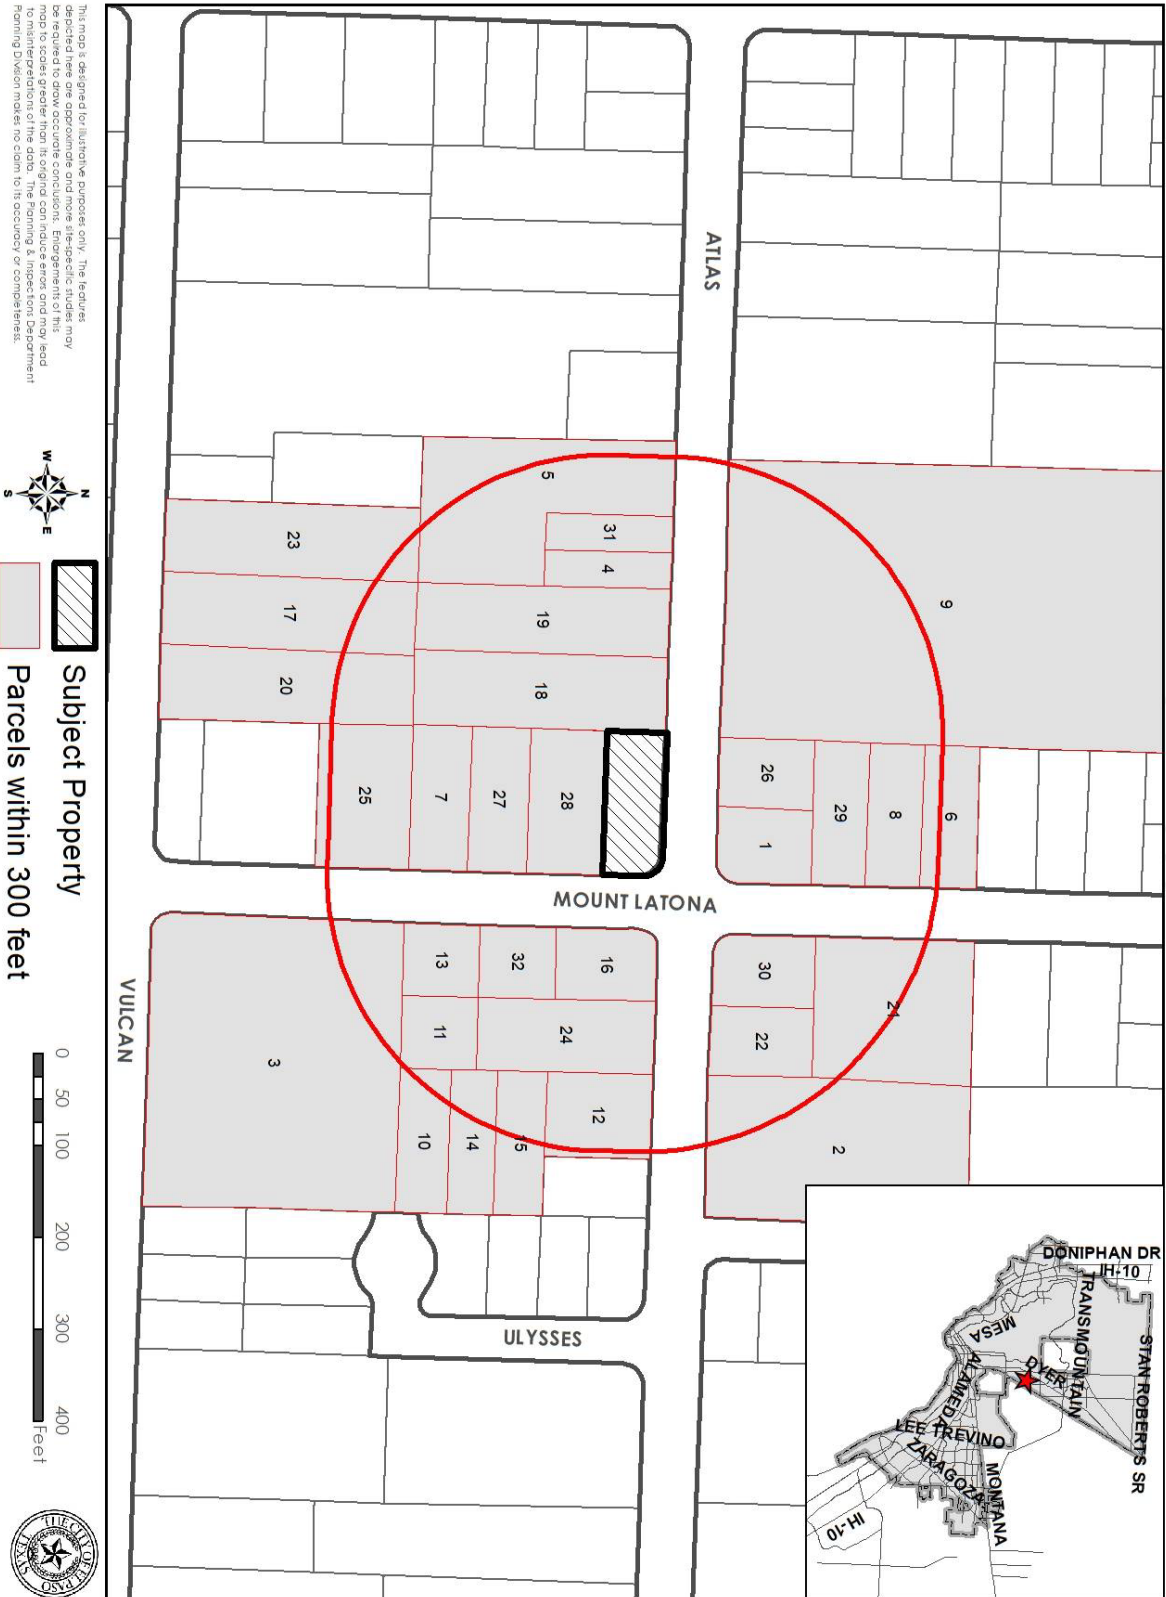 ATLAS
MOUNT LATONA
VULCAN
ULYSSES
5
31
4
9
23
17
20
19
18
26
1
29
8
6
25
7
27
28
13
32
16
11
24
3
10
14
15
12
30
22
21
2
DONIPHAN DR
IH-10
TRANSMOUNTAIN
STAN ROBERTS SR
MESA
DYER
ALAMEDA
LEE TREVINO
ZARAGOZA
MONTANA
IH-10
This map is designed for illustrative purposes only. The features
depicted here are approximate and more site-specific studies may
be required to draw accurate conclusions. Enlargements of this
map to scales greater than its original can induce errors and may lead
to misinterpretations of the data. The Planning & Inspections Department
Planning Division makes no claim to its accuracy or completeness.
N
W
E
S
Subject Property
Parcels within 300 feet
0 50 100 200 300 400
Feet
THE CITY OF EL PASO
TEXAS